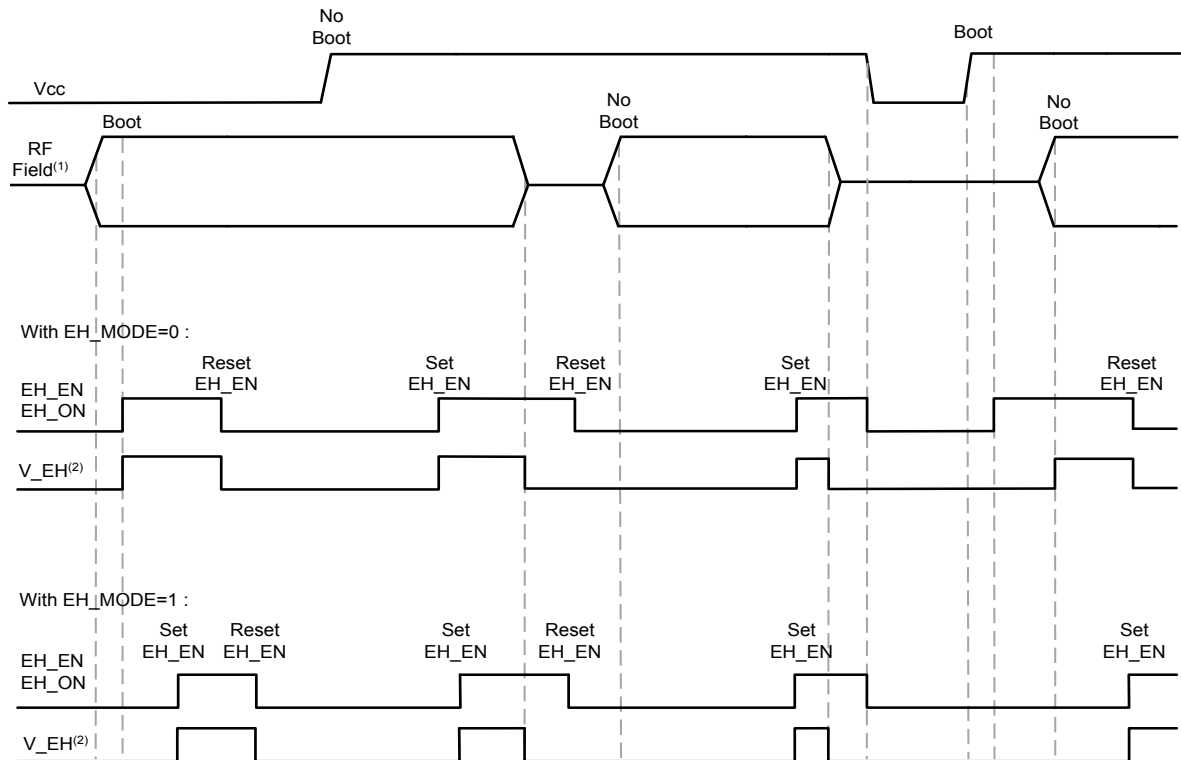 No
Boot
Boot
Vcc
Boot
No
Boot
No
Boot
RF
Field(1)
With EH_MODE=0 :
Reset
EH_EN
Set
EH_EN
Reset
EH_EN
Set
EH_EN
Reset
EH_EN
EH_EN
EH_ON
V_EH(2)
With EH_MODE=1 :
Set
EH_EN
Reset
EH_EN
Set
EH_EN
Reset
EH_EN
Set
EH_EN
Set
EH_EN
EH_EN
EH_ON
V_EH(2)